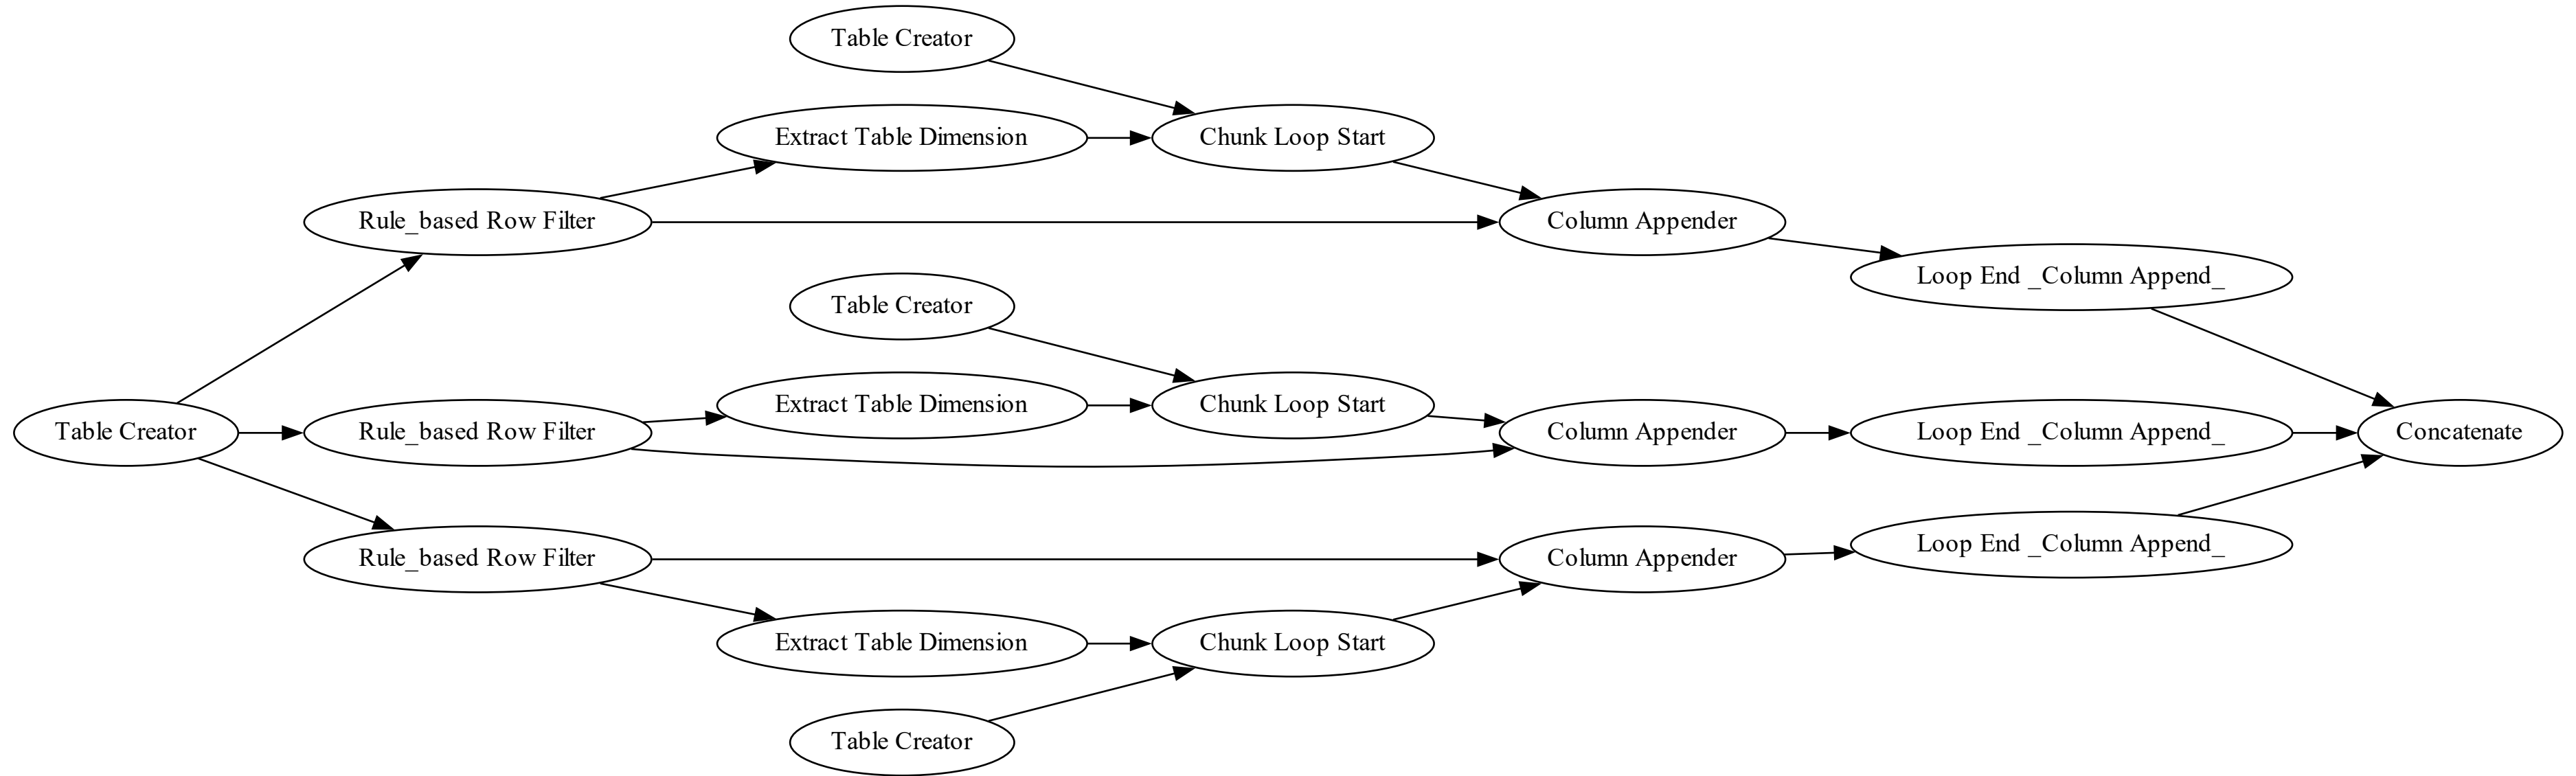 Table Creator
Extract Table Dimension
Chunk Loop Start
Rule_based Row Filter
Column Appender
Loop End _Column Append_
Table Creator
Extract Table Dimension
Chunk Loop Start
Table Creator
Rule_based Row Filter
Column Appender
Loop End _Column Append_
Concatenate
Rule_based Row Filter
Column Appender
Loop End _Column Append_
Extract Table Dimension
Chunk Loop Start
Table Creator